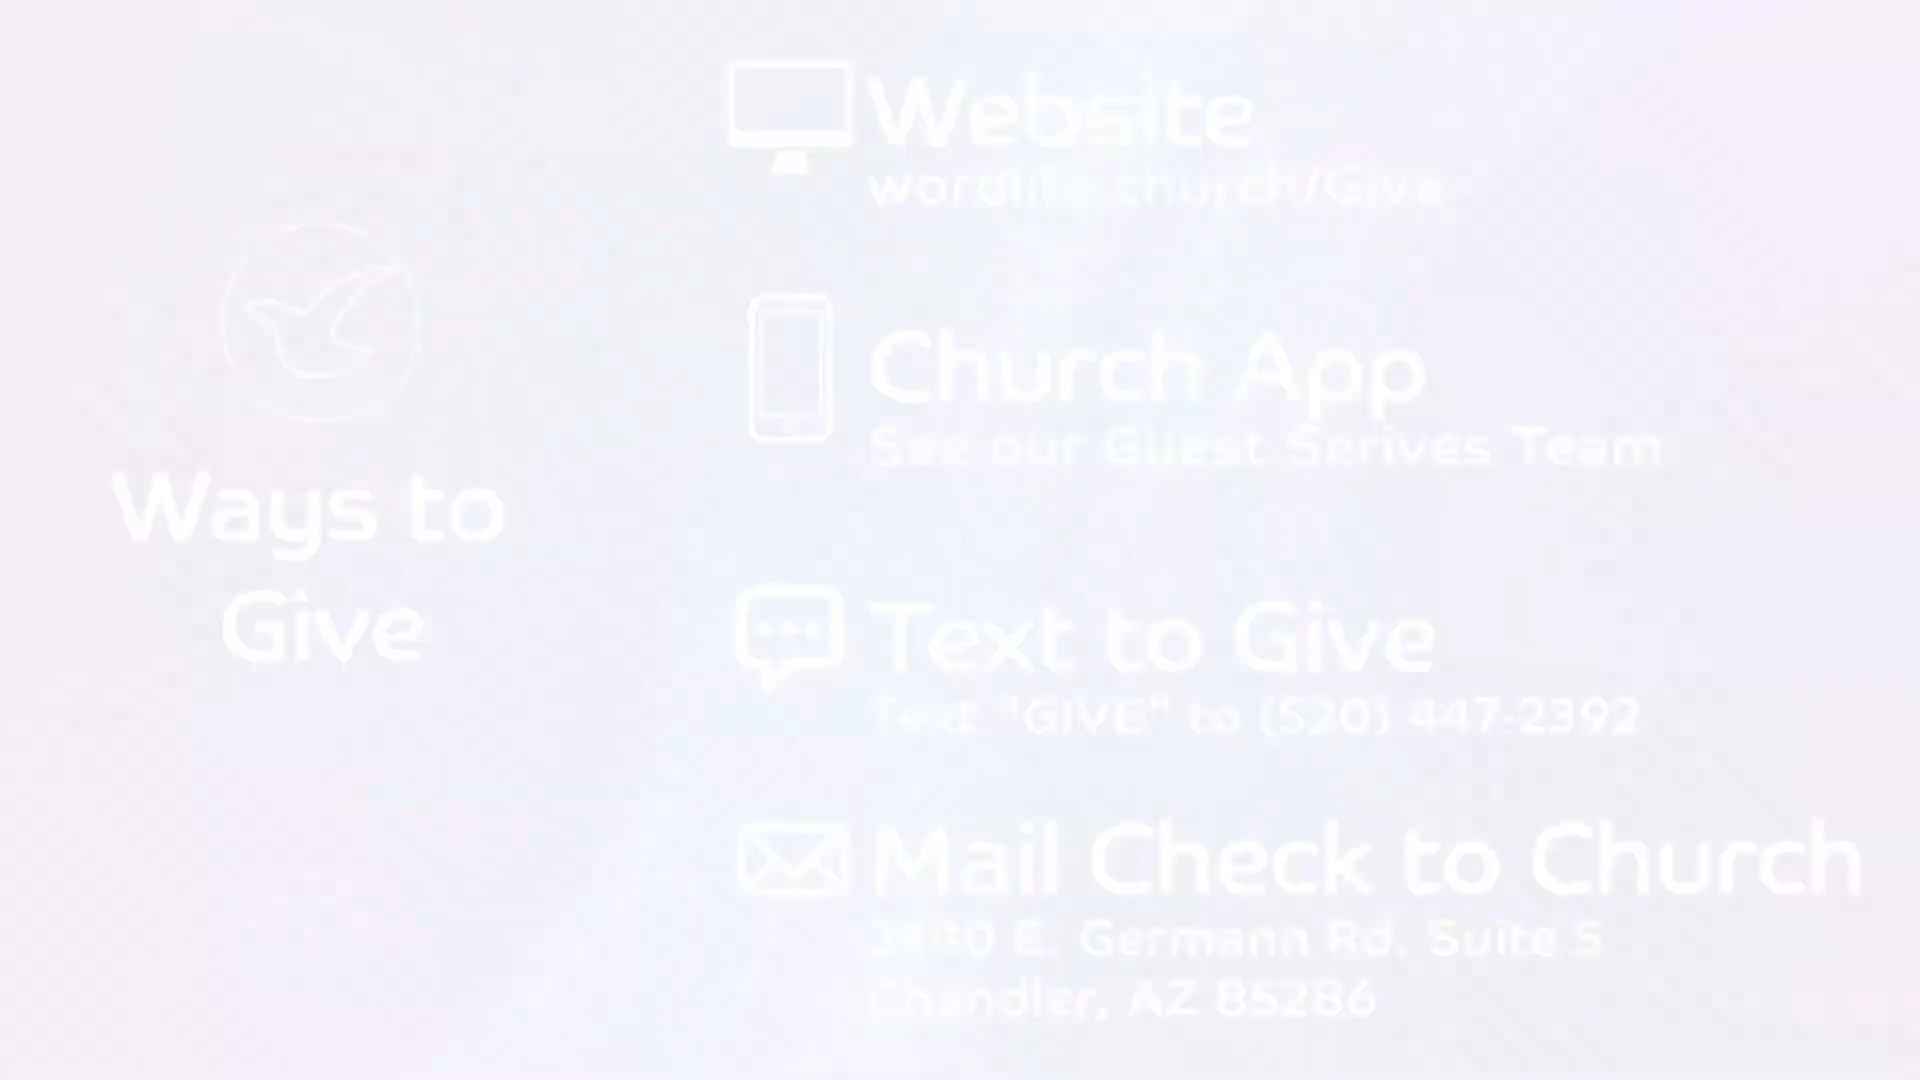 Ways to
Give
Website
wordlife.church/Give
Church App
See our Guest Serives Team
Text to Give
Text "GIVE" to (520) 447-2392
Mail Check to Church
E. Germann Rd. Suite 5
Chandler, AZ 85286